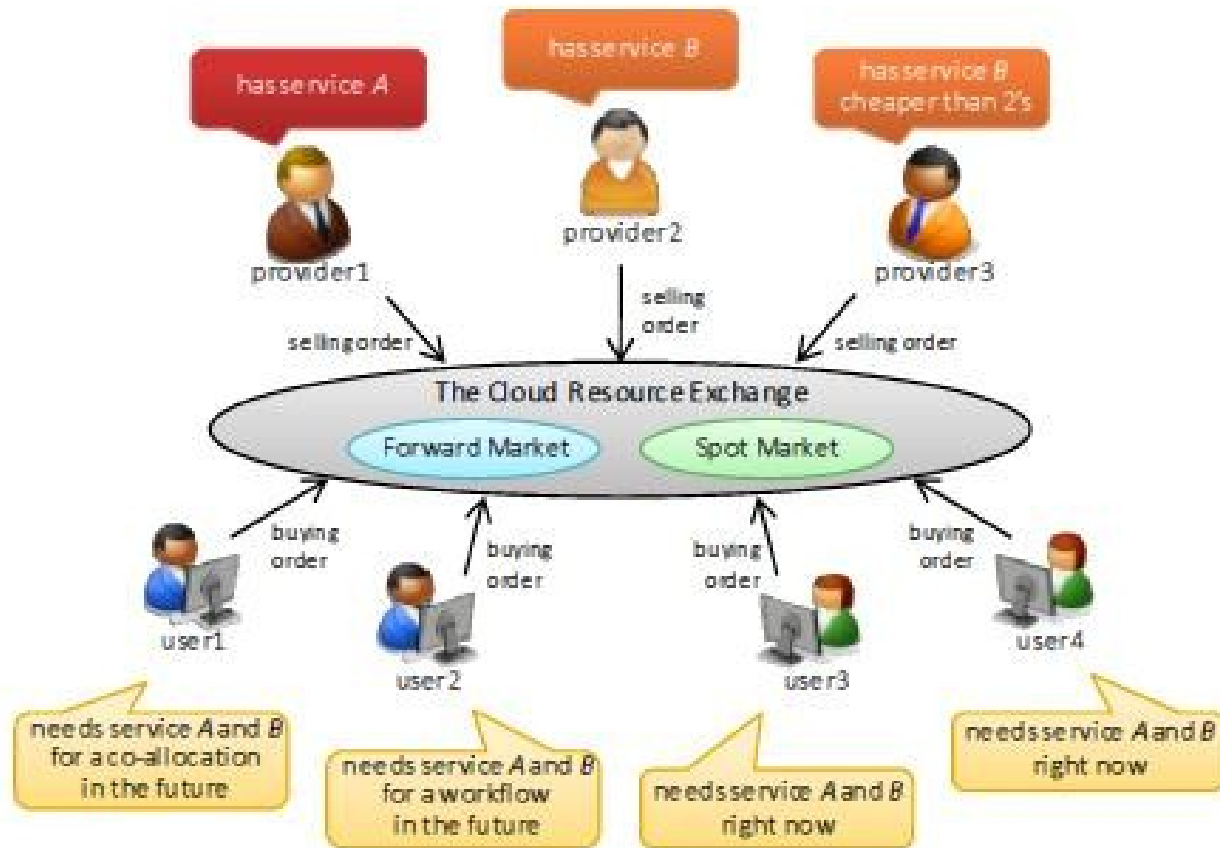 has service B
has service A
has service B
cheaper than 2's
provider1
provider2
provider3
selling order
selling
order
selling order
The Cloud Resource Exchange
Forward Market
Spot Market
buying
order
buying
order
buying
order
buying
order
user1
user2
user3
user4
needs service A and B
for a co-allocation
in the future
needs service A and B
for a workflow
in the future
needs service A and B
right now
needs service A and B
right now